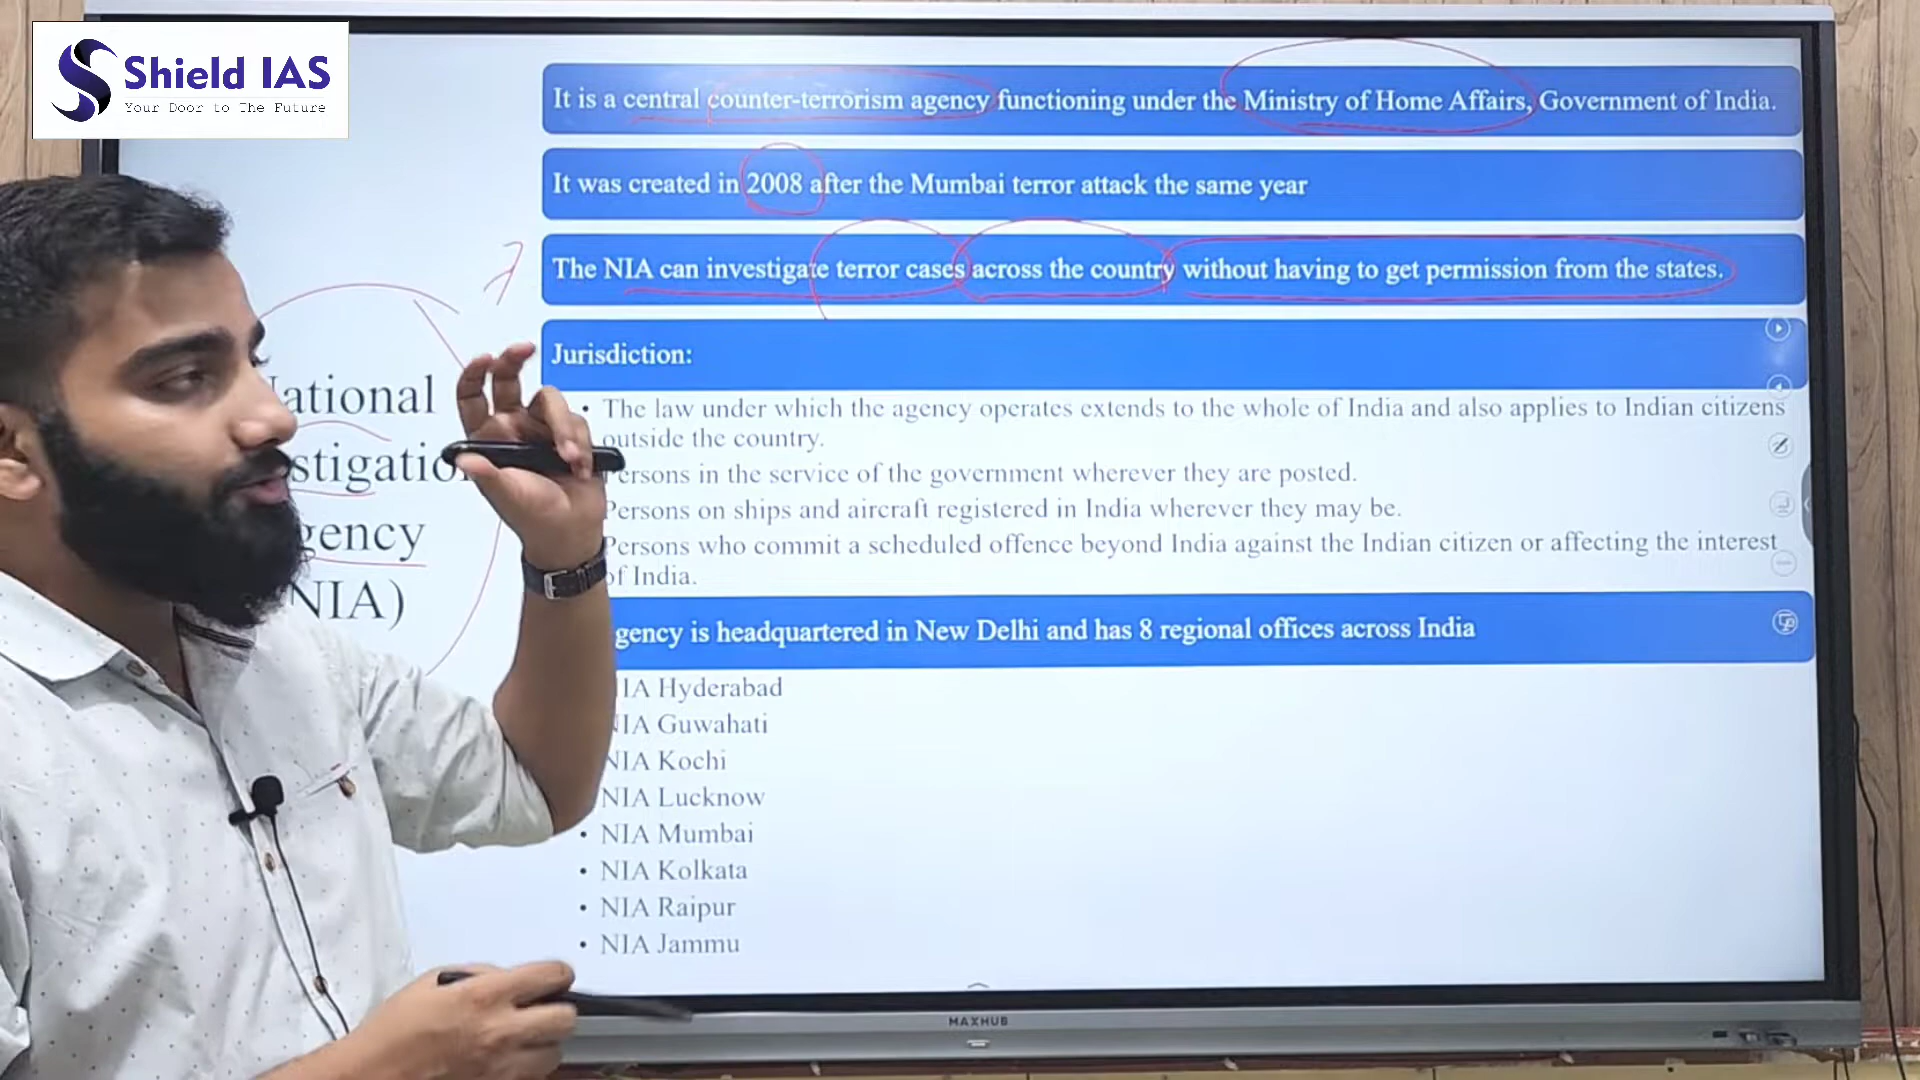 Shield IAS
Your Door to The Future
It is a central counter-terrorism agency functioning under the Ministry of Home Affairs, Government of India.
It was created in 2008 after the Mumbai terror attack the same year
The NIA can investigate terror cases across the country without having to get permission from the states.
Jurisdiction:
• The law under which the agency operates extends to the whole of India and also applies to Indian citizens
outside the country.
Persons in the service of the government wherever they are posted.
Persons on ships and aircraft registered in India wherever they may be.
Persons who commit a scheduled offence beyond India against the Indian citizen or affecting the interest
of India.
ational
stigatio
gency
NIA)
gency is headquartered in New Delhi and has 8 regional offices across India
IA Hyderabad
NIA Guwahati
NIA Kochi
NIA Lucknow
• NIA Mumbai
• NIA Kolkata
• NIA Raipur
• NIA Jammu
MAXHUB